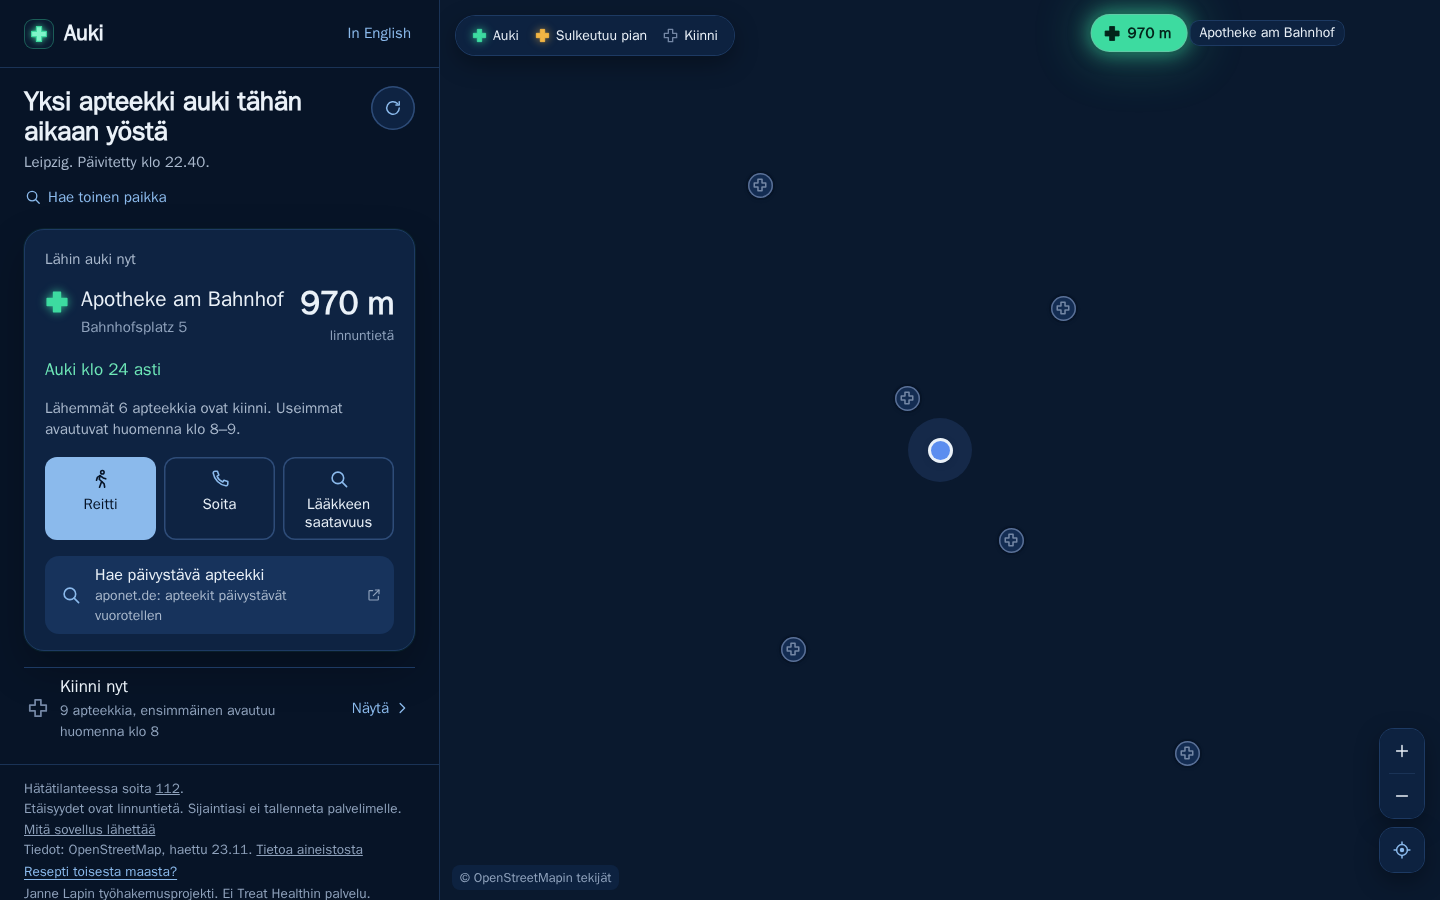 Auki
In English
Yksi apteekki auki tähän
aikaan yöstä
Leipzig. Päivitetty klo 22.40.
Hae toinen paikka
Lähin auki nyt
Apotheke am Bahnhof
970 m
Bahnhofsplatz 5
linnuntietä
Auki klo 24 asti
Lähemmät 6 apteekkia ovat kiinni. Useimmat
avautuvat huomenna klo 8–9.
Reitti
Soita
Lääkkeen
saatavuus
Hae päivystävä apteekki
aponet.de: apteekit päivystävät
vuorotellen
Kiinni nyt
9 apteekkia, ensimmäinen avautuu
huomenna klo 8
Näytä
Hätätilanteessa soita 112.
Etäisyydet ovat linnuntietä. Sijaintiasi ei tallenneta palvelimelle.
Mitä sovellus lähettää
Tiedot: OpenStreetMap, haettu 23.11. Tietoa aineistosta
Resepti toisesta maasta?
Janne Lapin työhakemusprojekti. Ei Treat Healthin palvelu.
Auki
Sulkeutuu pian
Kiinni
970 m
Apotheke am Bahnhof
© OpenStreetMapin tekijät